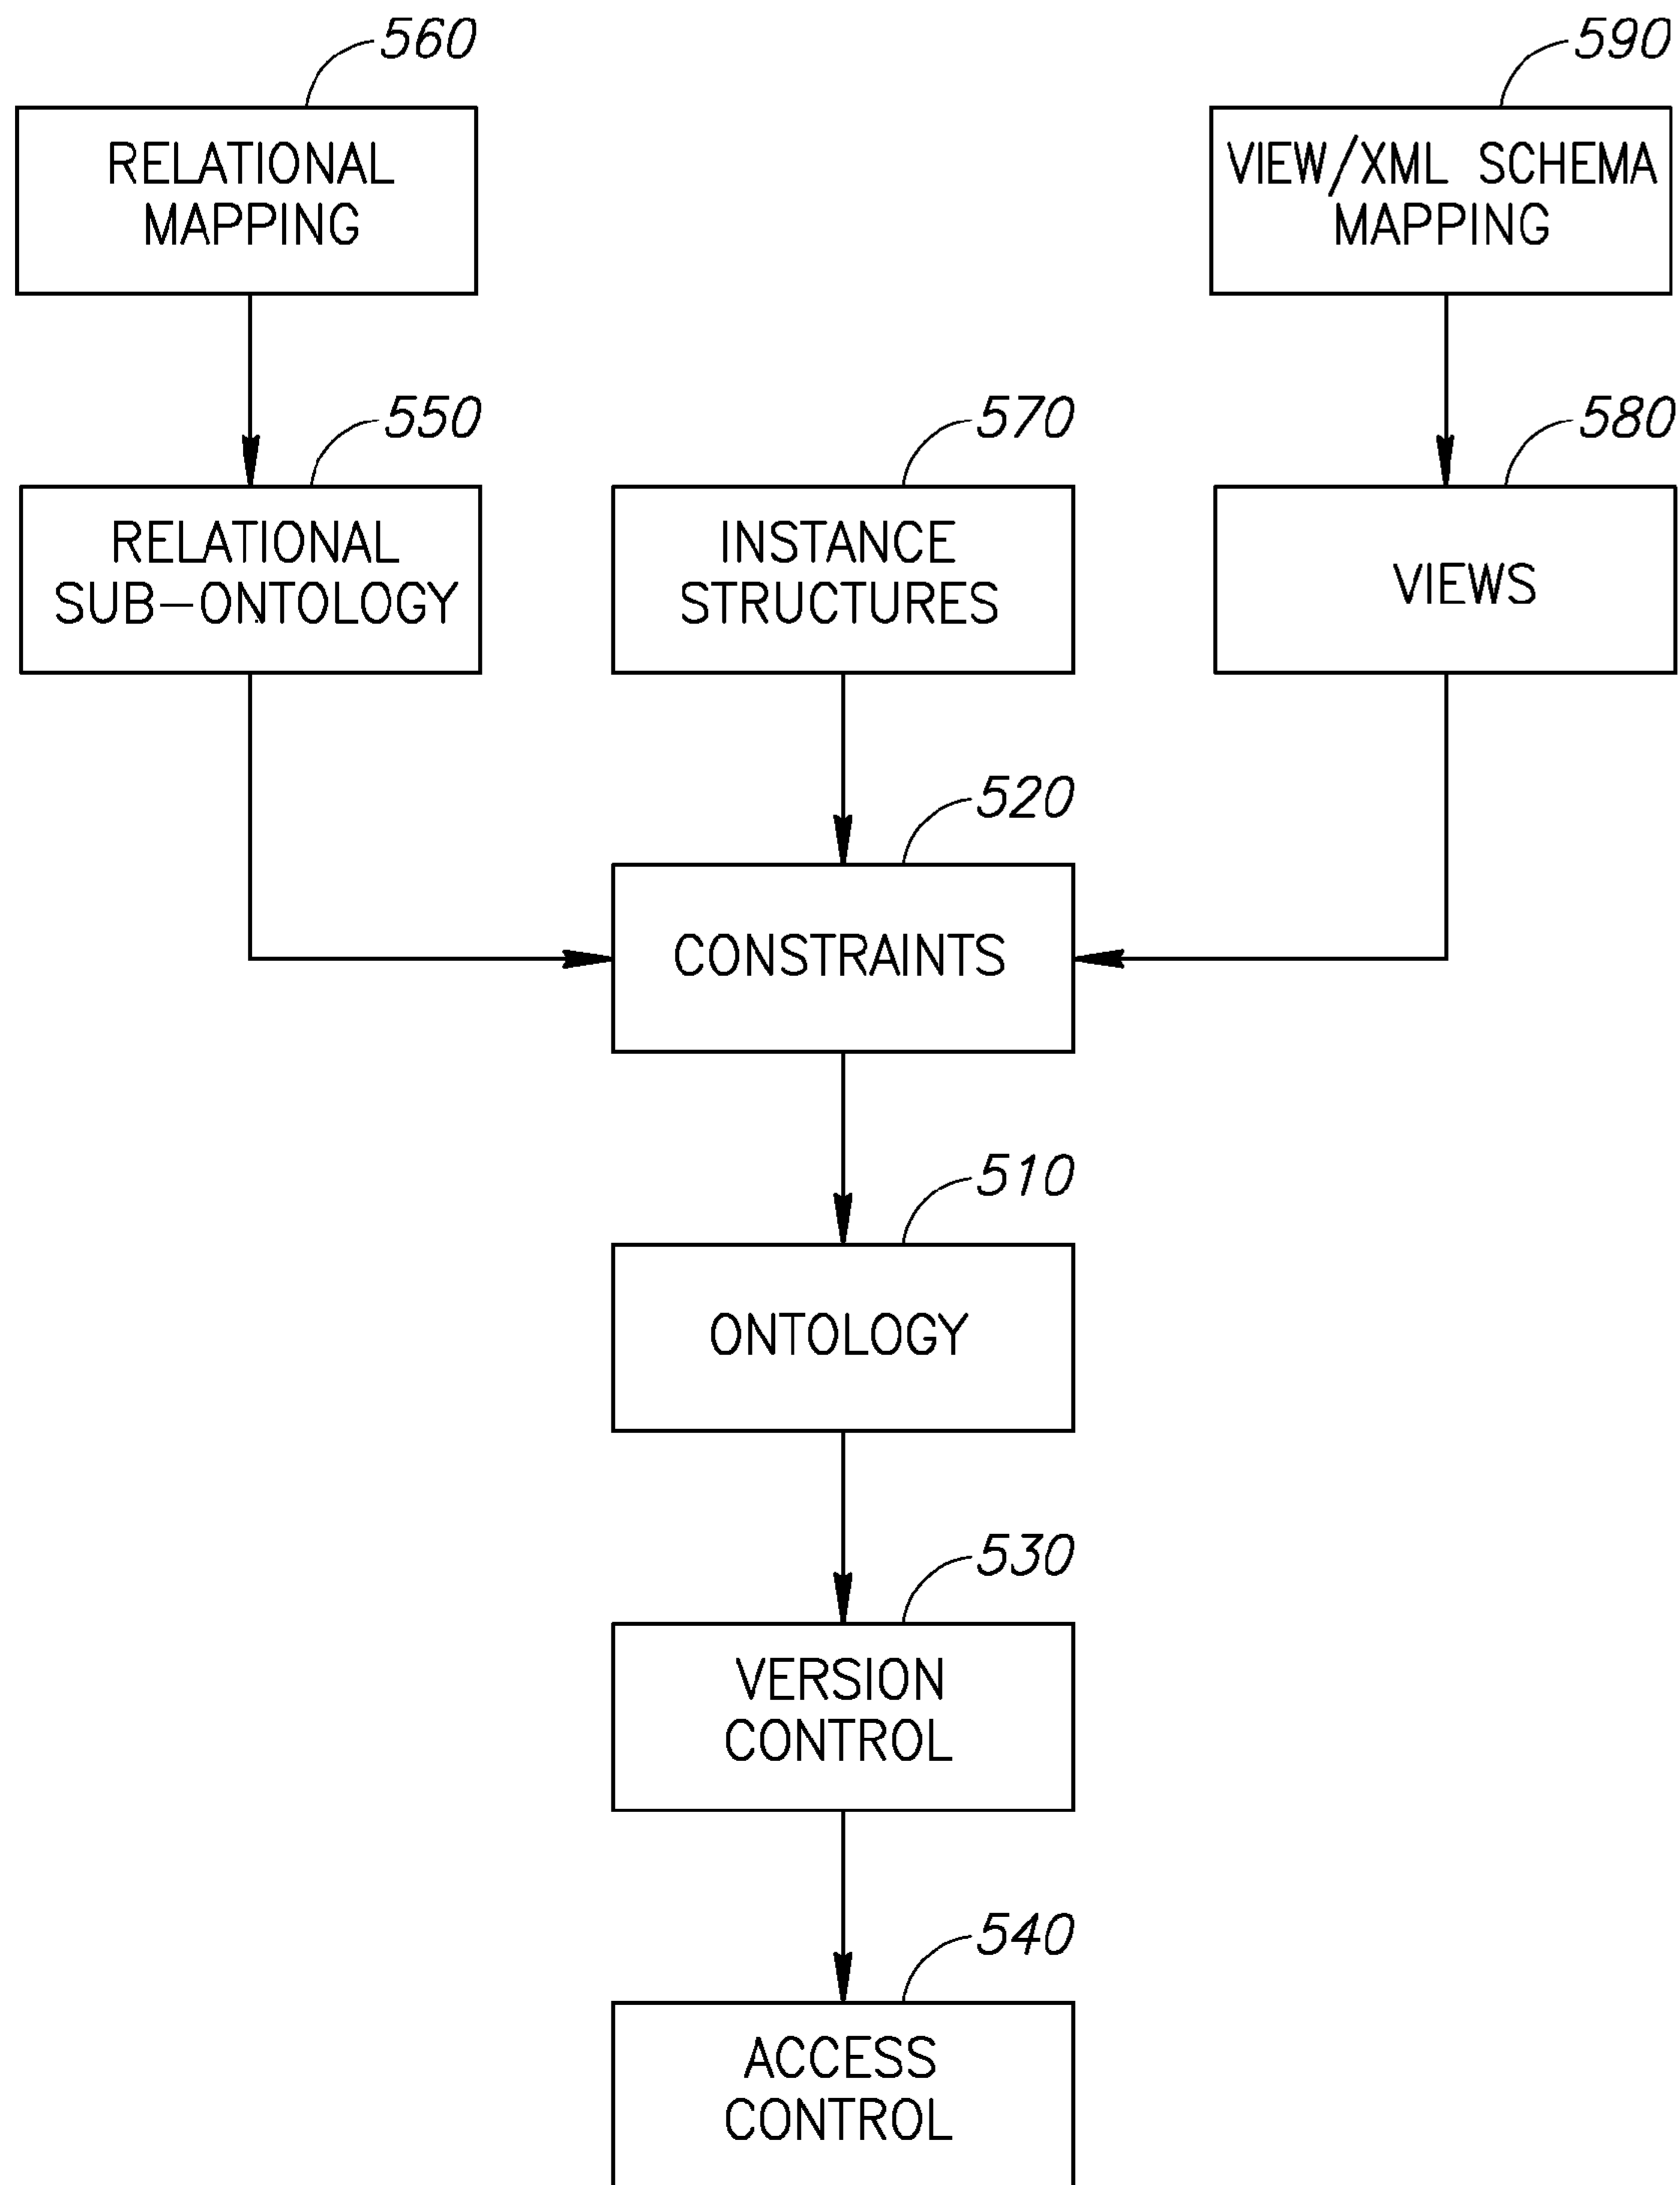 560
590
RELATIONAL
MAPPING
VIEW/XML SCHEMA
MAPPING
550
570
580
RELATIONAL
SUB-ONTOLOGY
INSTANCE
STRUCTURES
VIEWS
520
CONSTRAINTS
510
ONTOLOGY
530
VERSION
CONTROL
540
ACCESS
CONTROL